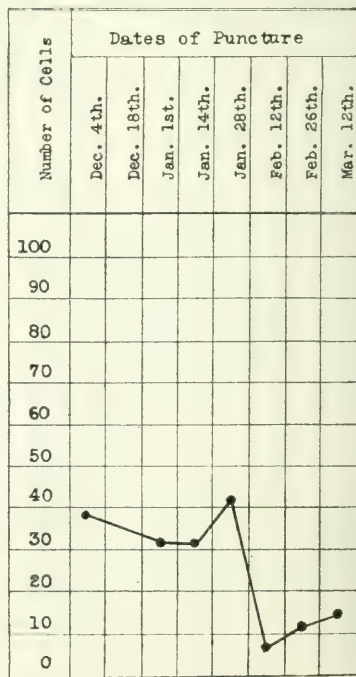 Dates of Puncture
Number of Cells
Dec. 4th.
Dec. 18th.
Jan. 1st.
Jan. 14th.
Jan. 28th.
Feb. 12th.
Feb. 26th.
Mar. 12th.
100
90
80
70
60
50
40
30
20
10
0